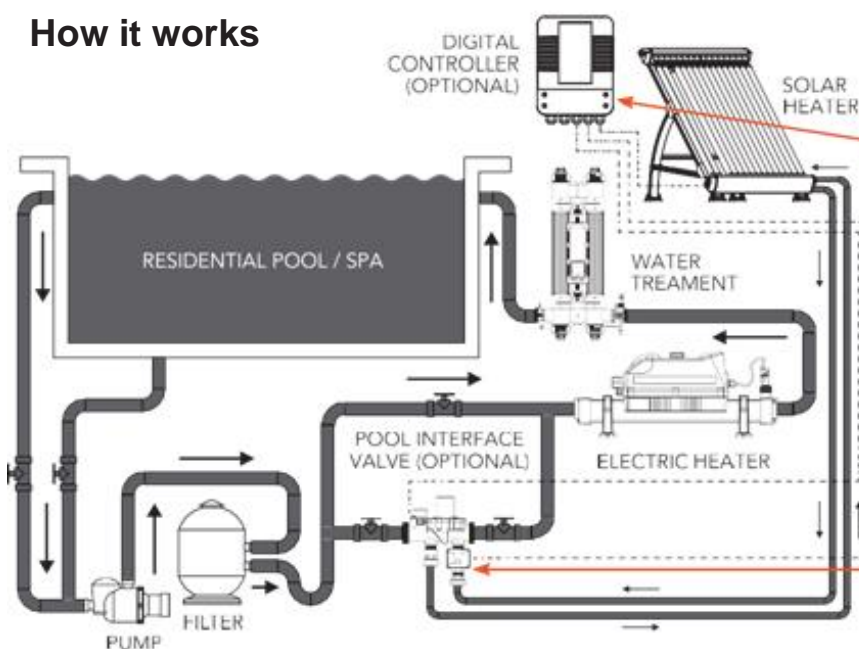 How it works
DIGITAL
CONTROLLER
(OPTIONAL)
SOLAR
HEATER
RESIDENTIAL POOL / SPA
WATER
TREAMENT
POOL INTERFACE
VALVE (OPTIONAL)
ELECTRIC HEATER
FILTER
PUMP